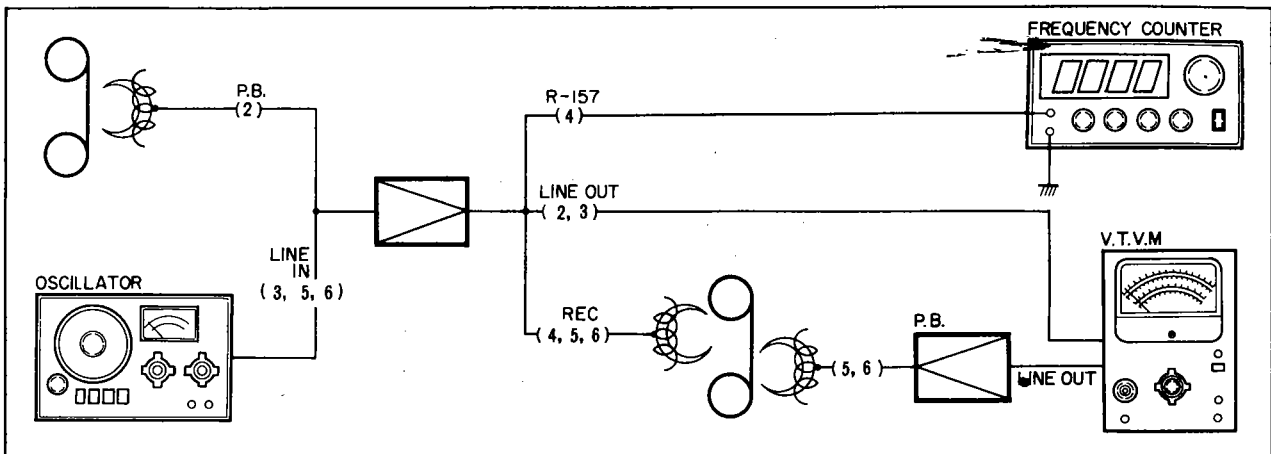 FREQUENCY COUNTER
P.B.
(2)
R-157
(4)
LINE OUT
(2, 3)
LINE
IN
(3, 5, 6)
OSCILLATOR
V.T.V.M
REC
(4, 5, 6)
(5, 6)
P.B.
LINE OUT